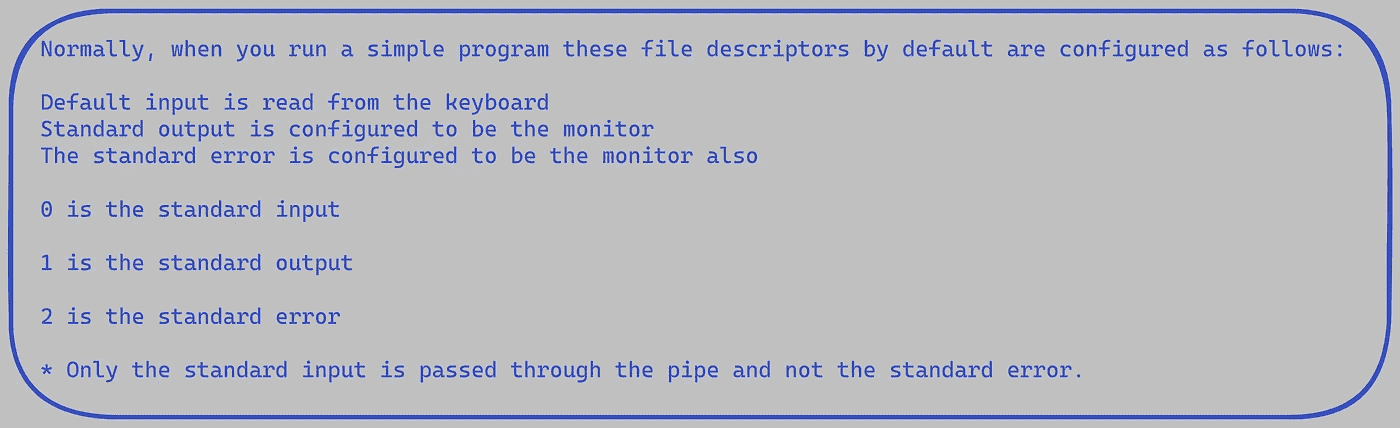 Normally, when you run a simple program these file descriptors by default are configured as follows:
Default input is read from the keyboard
Standard output is configured to be the monitor
The standard error is configured to be the monitor also
0 is the standard input
1 is the standard output
2 is the standard error
* Only the standard input is passed through the pipe and not the standard error.